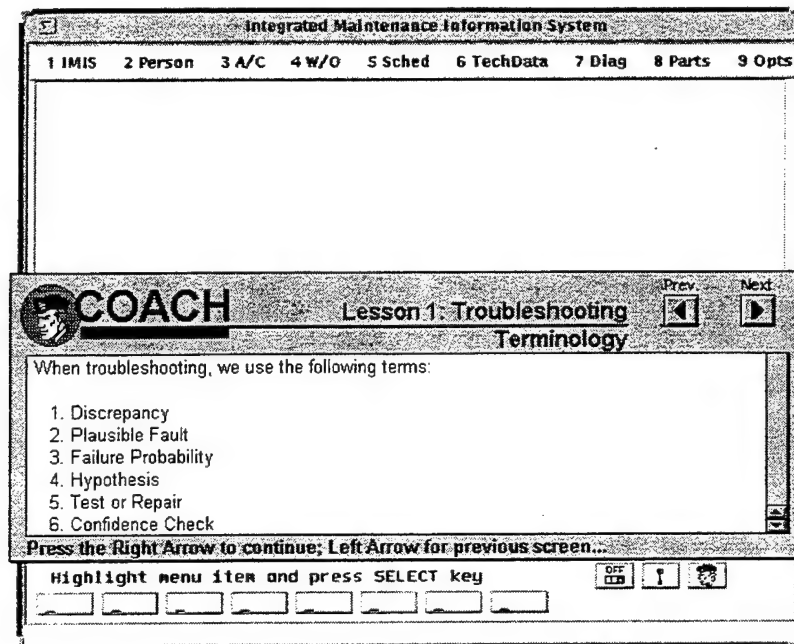 Integrated Maintenance Information System
1 IMIS 2 Person 3 A/C 4 W/O 5 Sched 6 TechData 7 Diag 8 Parts 9 Opts
COACH
Lesson 1: Troubleshooting
Terminology
Prev. Next
When troubleshooting, we use the following terms:
1. Discrepancy
2. Plausible Fault
3. Failure Probability
4. Hypothesis
5. Test or Repair
6. Confidence Check
Press the Right Arrow to continue; Left Arrow for previous screen...
Highlight menu item and press SELECT key
OFF